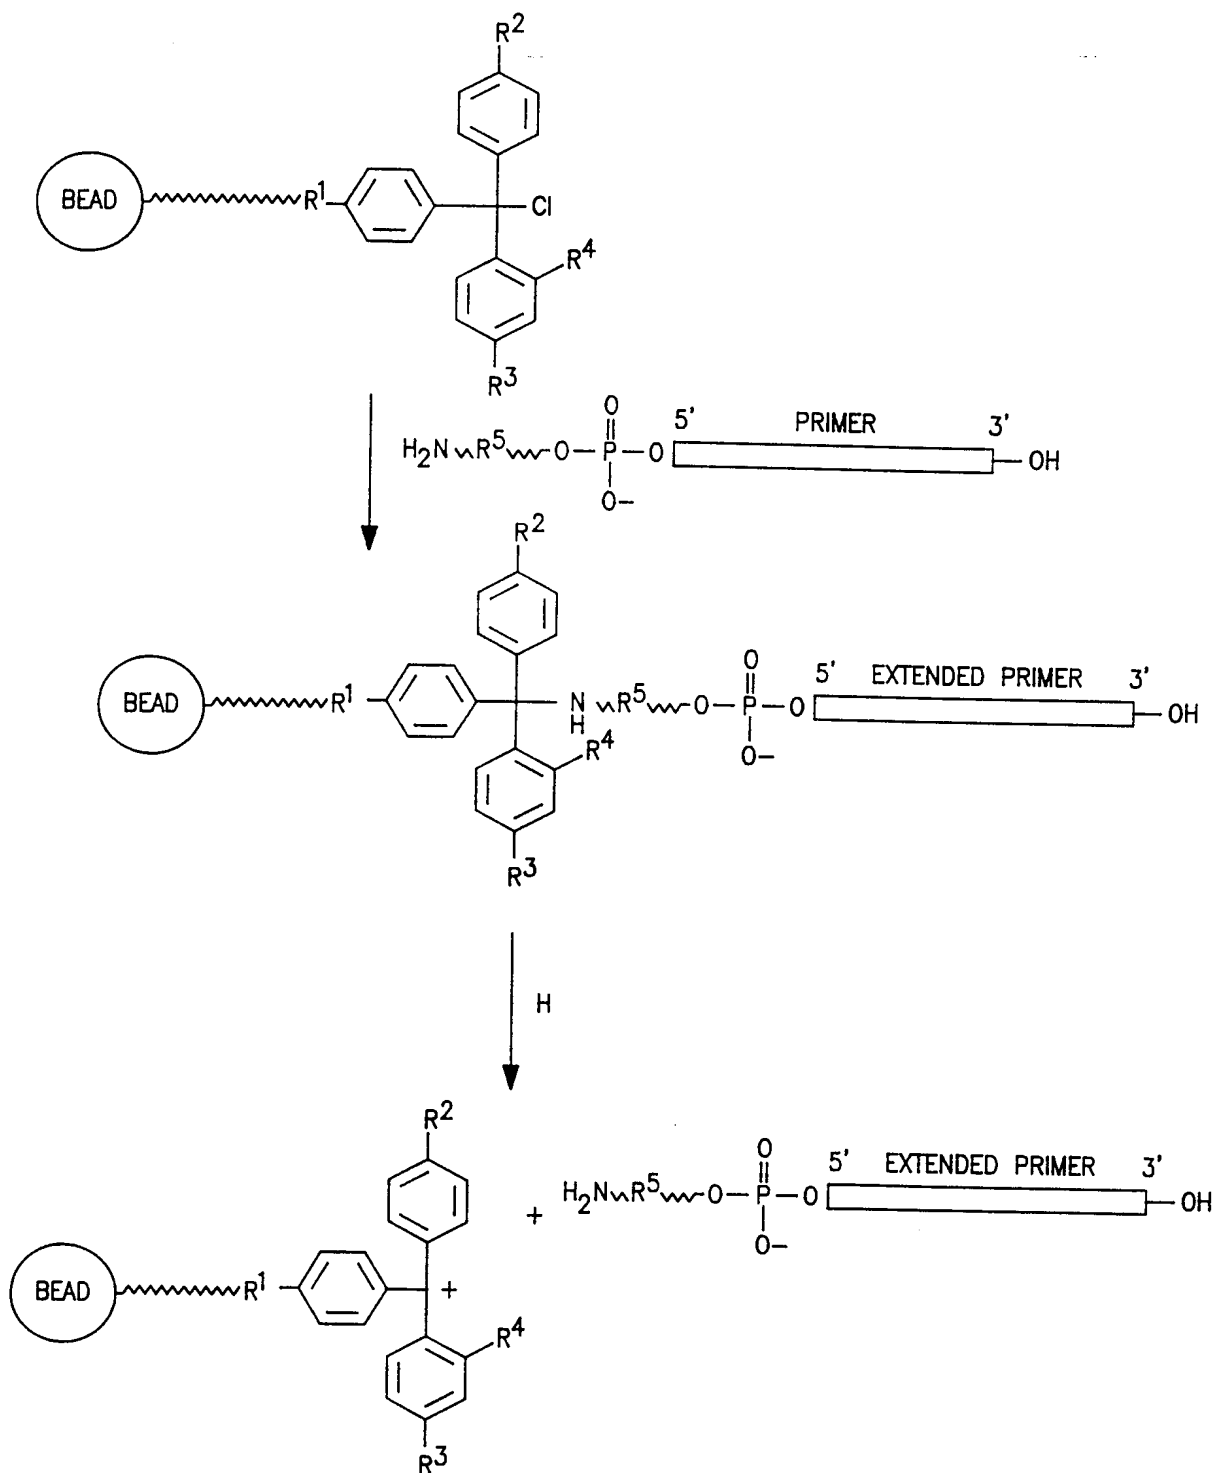 R²
BEAD R¹ Cl
R⁴
R³
O 5' PRIMER 3'
H₂N R⁵ O P O OH
O−
R²
O 5' EXTENDED PRIMER 3'
BEAD R¹ N R⁵ O P O OH
H
R⁴ O−
R³
H
R²
O 5' EXTENDED PRIMER 3'
+ H₂N R⁵ O P O OH
O−
BEAD R¹ +
R⁴
R³